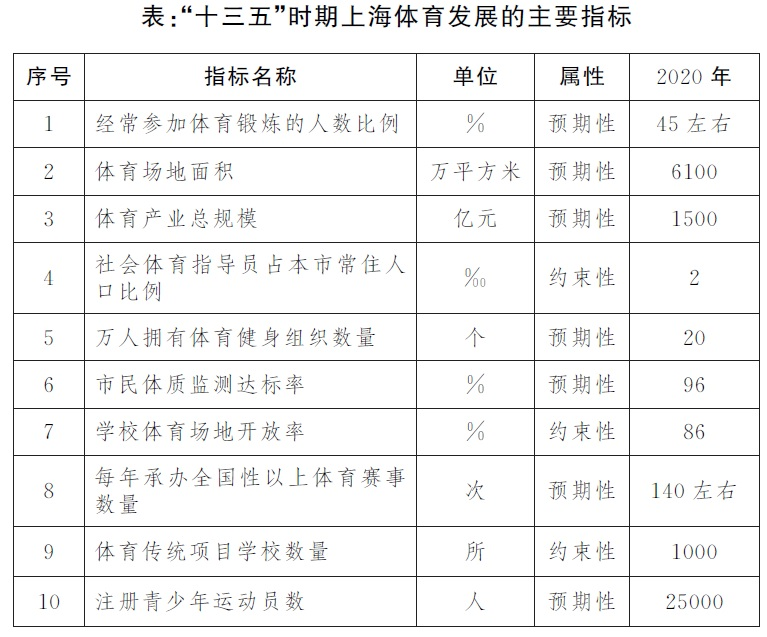 表：“十三五”时期上海体育发展的主要指标
序号 指标名称 单位 属性 2020 年
1 经常参加体育锻炼的人数比例 % 预期性 45 左右
2 体育场地面积 万平方米 预期性 6100
3 体育产业总规模 亿元 预期性 1500
4 社会体育指导员占本市常住人
口比例 ‰ 约束性 2
5 万人拥有体育健身组织数量 个 预期性 20
6 市民体质监测达标率 % 预期性 96
7 学校体育场地开放率 % 约束性 86
8 每年承办全国性以上体育赛事
数量 次 预期性 140 左右
9 体育传统项目学校数量 所 约束性 1000
10 注册青少年运动员数 人 预期性 25000